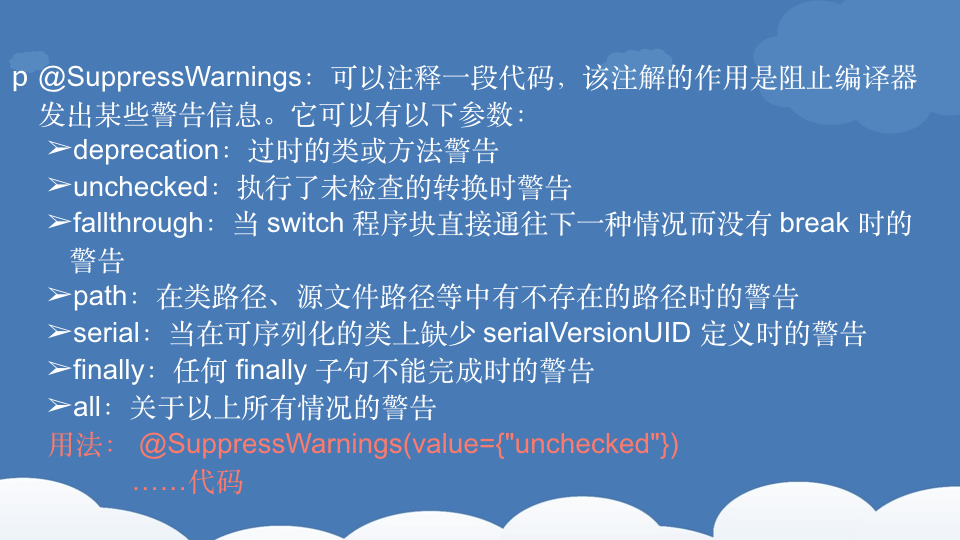 p @SuppressWarnings：可以注释一段代码，该注解的作用是阻止编译器
发出某些警告信息。它可以有以下参数：
➢deprecation：过时的类或方法警告
➢unchecked：执行了未检查的转换时警告
➢fallthrough：当 switch 程序块直接通往下一种情况而没有 break 时的
警告
➢path：在类路径、源文件路径等中有不存在的路径时的警告
➢serial：当在可序列化的类上缺少 serialVersionUID 定义时的警告
➢finally：任何 finally 子句不能完成时的警告
➢all：关于以上所有情况的警告
用法： @SuppressWarnings(value={"unchecked"})
……代码